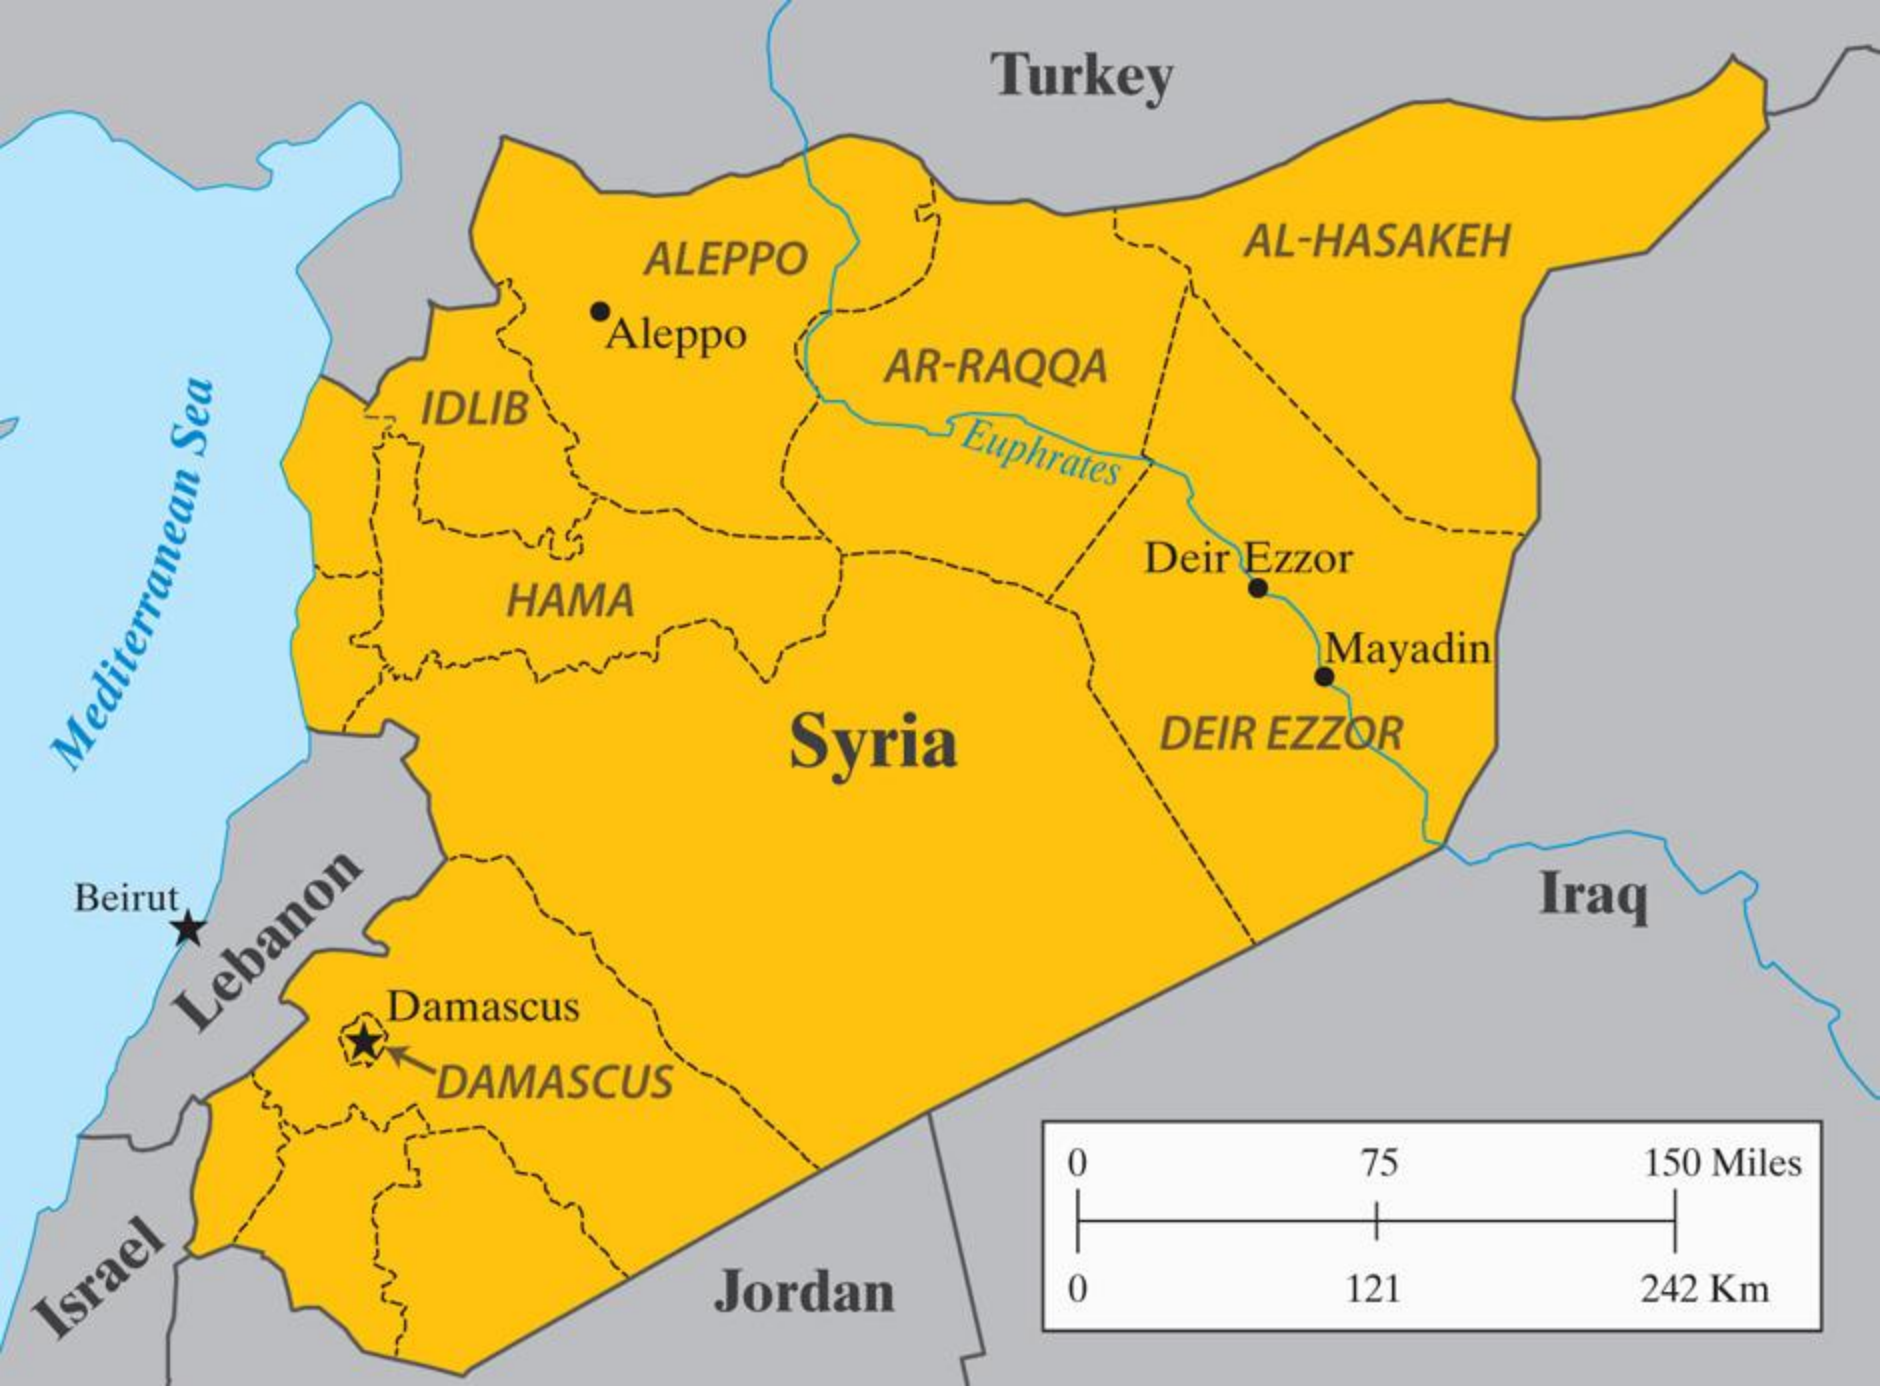 Turkey
AL-HASAKEH
ALEPPO
Aleppo
AR-RAQQA
IDLIB
Mediterranean Sea
Euphrates
Deir Ezzor
HAMA
Mayadin
Syria
DEIR EZZOR
Beirut
Lebanon
Iraq
Damascus
DAMASCUS
Israel
Jordan
0 75 150 Miles
0 121 242 Km